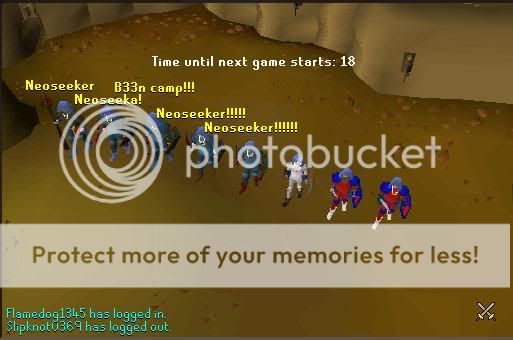 Time until next game starts: 18
Neoseeker
B33n camp!!!
Neoseeka!
Neoseeker!!!!!
Neoseeker!!!!!!
photobucket
Protect more of your memories for less!
Flamedog1345 has logged in.
Slipknot0369 has logged out.